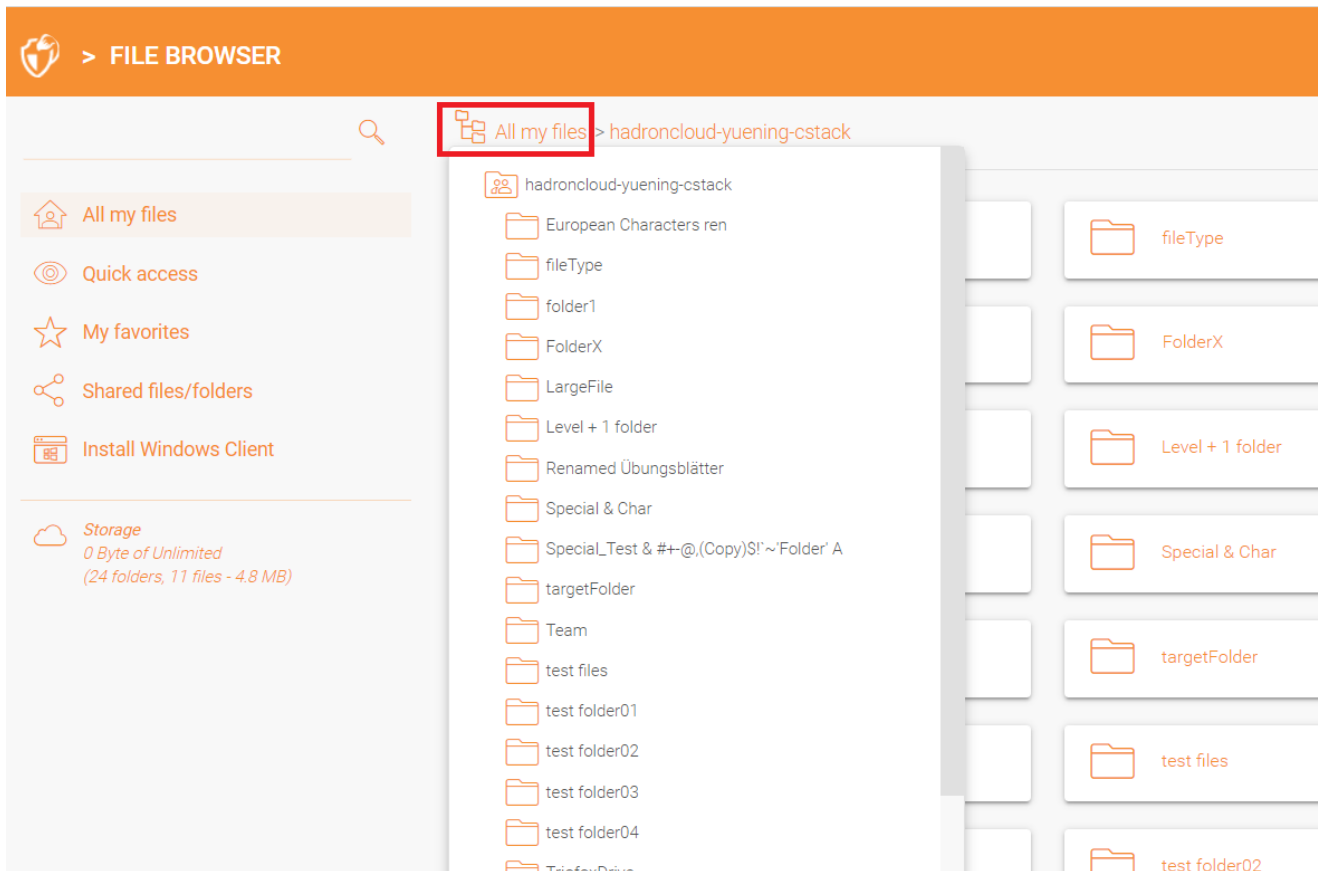 > FILE BROWSER
All my files > hadroncloud-yuening-cstack
All my files
Quick access
My favorites
Shared files/folders
Install Windows Client
Storage
0 Byte of Unlimited
(24 folders, 11 files - 4.8 MB)
hadroncloud-yuening-cstack
European Characters ren
fileType
folder1
FolderX
LargeFile
Level + 1 folder
Renamed Übungsblätter
Special & Char
Special_Test & #+-@,(Copy)$!`~'Folder' A
targetFolder
Team
test files
test folder01
test folder02
test folder03
test folder04
fileType
FolderX
Level + 1 folder
Special & Char
targetFolder
test files
test folder02